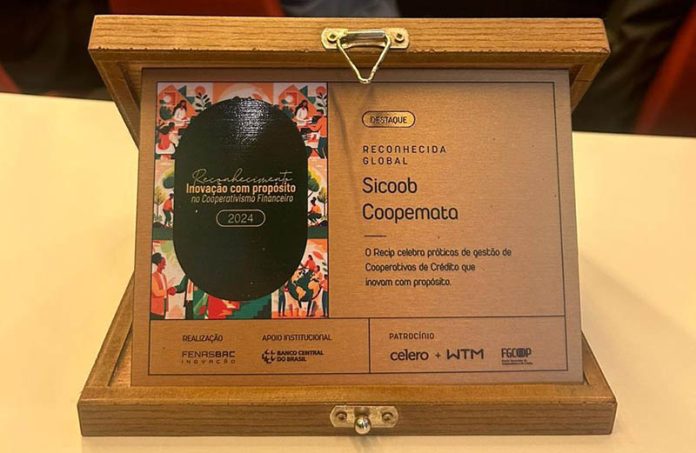 Reconhecimento
Inovação com propósito
no Cooperativismo Financeiro
2024
DESTAQUE
RECONHECIDA
GLOBAL
Sicoob
Coopemata
O Recip celebra práticas de gestão de
Cooperativas de Crédito que
inovam com propósito.
REALIZAÇÃO
FENASBAC
INOVAÇÃO
APOIO INSTITUCIONAL
BANCO CENTRAL
DO BRASIL
PATROCÍNIO
celero + WTM
FGCOOP